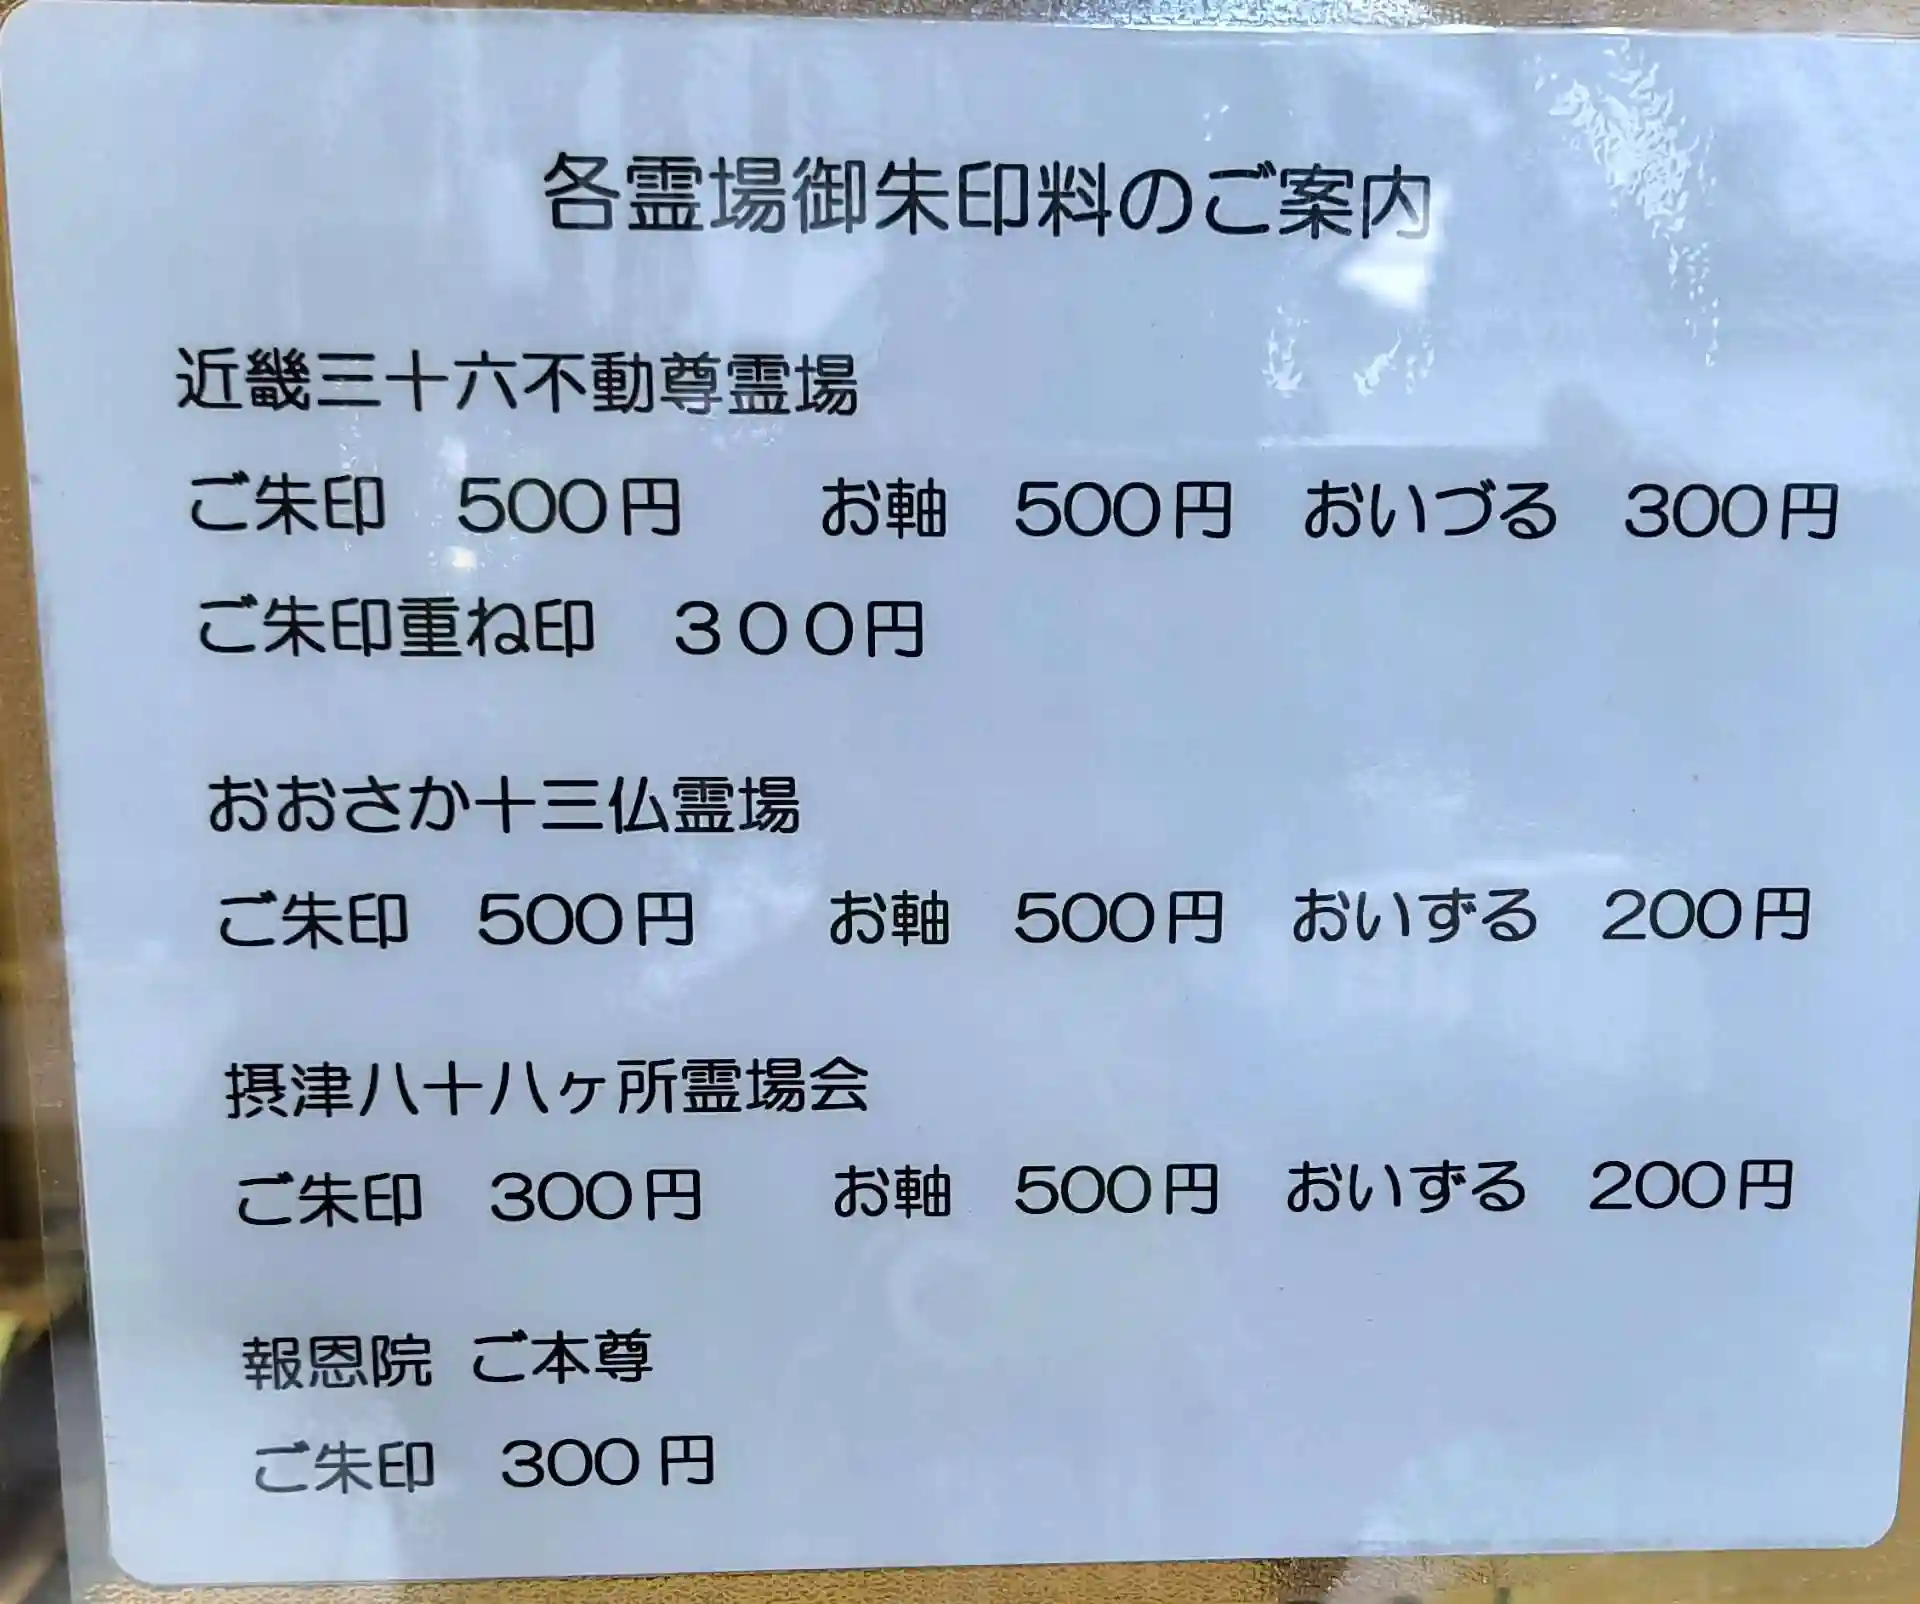 各霊場御朱印料のご案内
近畿三十六不動尊霊場
ご朱印　500円　　お軸　500円　おいづる　300円
ご朱印重ね印　３００円
おおさか十三仏霊場
ご朱印　500円　　お軸　500円　おいずる　200円
摂津八十八ヶ所霊場会
ご朱印　300円　　お軸　500円　おいずる　200円
報恩院 ご本尊
ご朱印　300 円